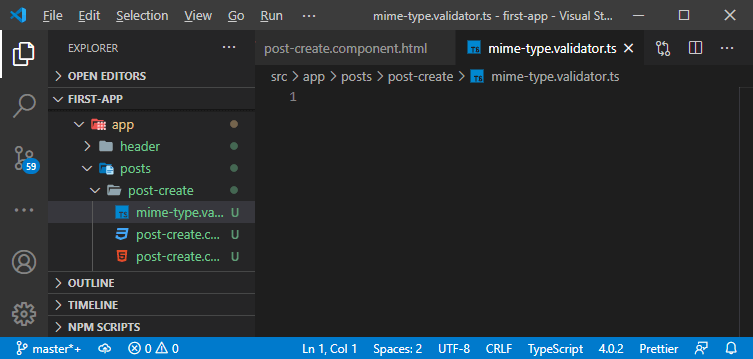 File Edit Selection View Go Run ··· mime-type.validator.ts - first-app - Visual St...
EXPLORER ···
post-create.component.html mime-type.validator.ts
OPEN EDITORS
src > app > posts > post-create > mime-type.validator.ts
FIRST-APP
1
app
header
posts
59
post-create
mime-type.va... U
post-create.c... U
post-create.c... U
OUTLINE
TIMELINE
NPM SCRIPTS
master*+ 0 0 Ln 1, Col 1 Spaces: 2 UTF-8 CRLF TypeScript 4.0.2 Prettier